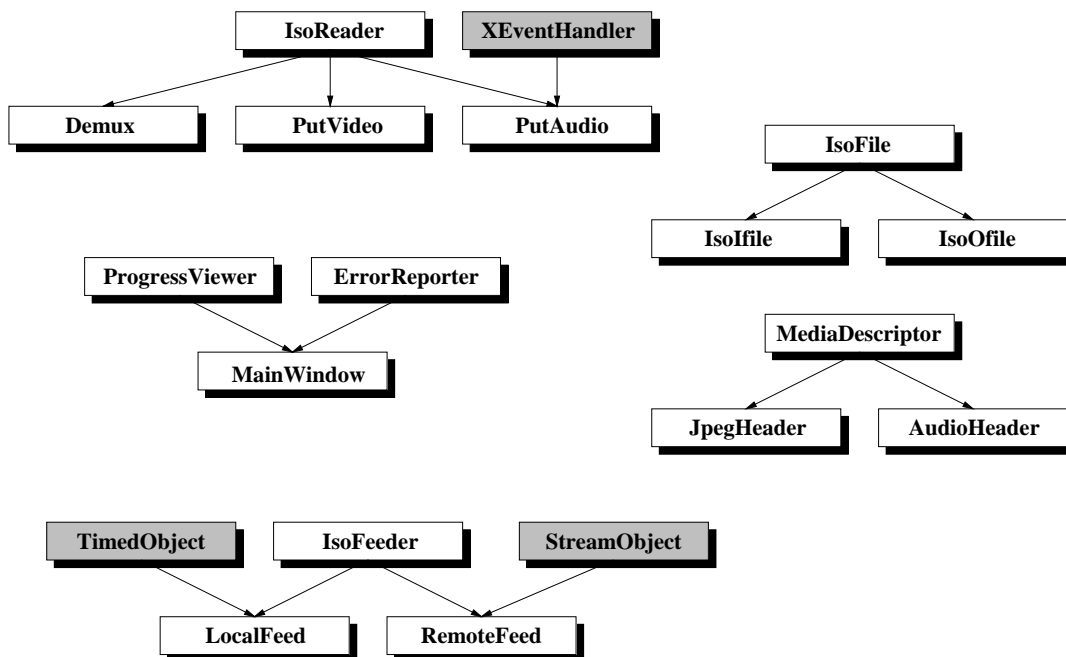 IsoReader
XEventHandler
Demux
PutVideo
PutAudio
IsoFile
IsoIfile
IsoOfile
ProgressViewer
ErrorReporter
MainWindow
MediaDescriptor
JpegHeader
AudioHeader
TimedObject
IsoFeeder
StreamObject
LocalFeed
RemoteFeed